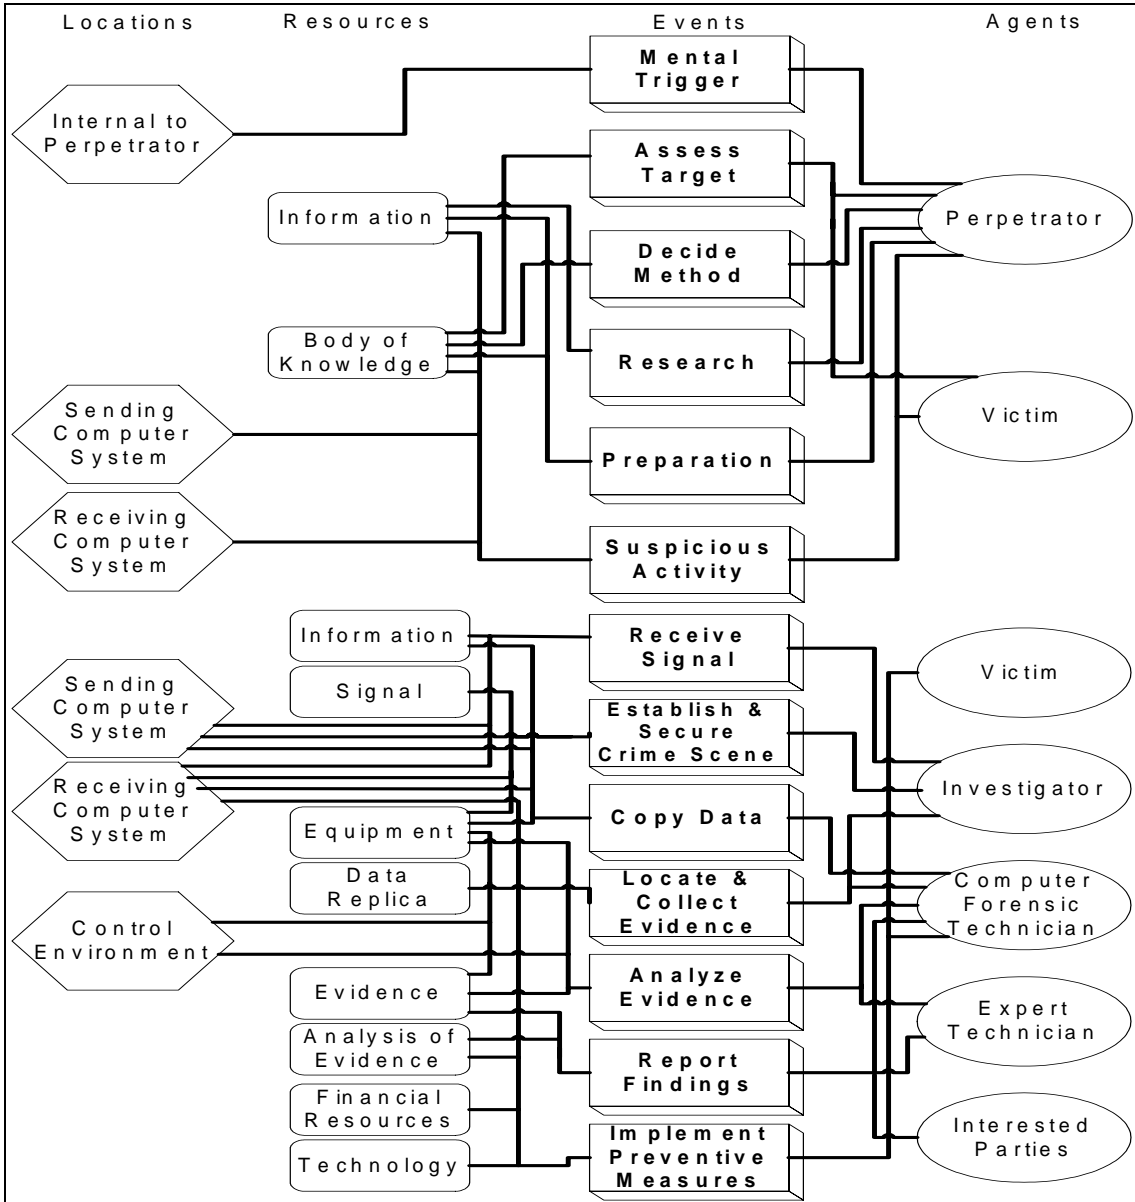 Locations
Resources
Events
Agents
Mental
Trigger
Internal to
Perpetrator
Assess
Target
Information
Perpetrator
Decide
Method
Body of
Knowledge
Research
Sending
Computer
System
Victim
Preparation
Receiving
Computer
System
Suspicious
Activity
Information
Receive
Signal
Victim
Sending
Computer
System
Signal
Establish &
Secure
Crime Scene
Receiving
Computer
System
Investigator
Equipment
Copy Data
Data
Replica
Locate &
Collect
Evidence
Computer
Forensic
Technician
Control
Environment
Evidence
Analyze
Evidence
Expert
Technician
Analysis of
Evidence
Report
Findings
Financial
Resources
Interested
Parties
Technology
Implement
Preventive
Measures